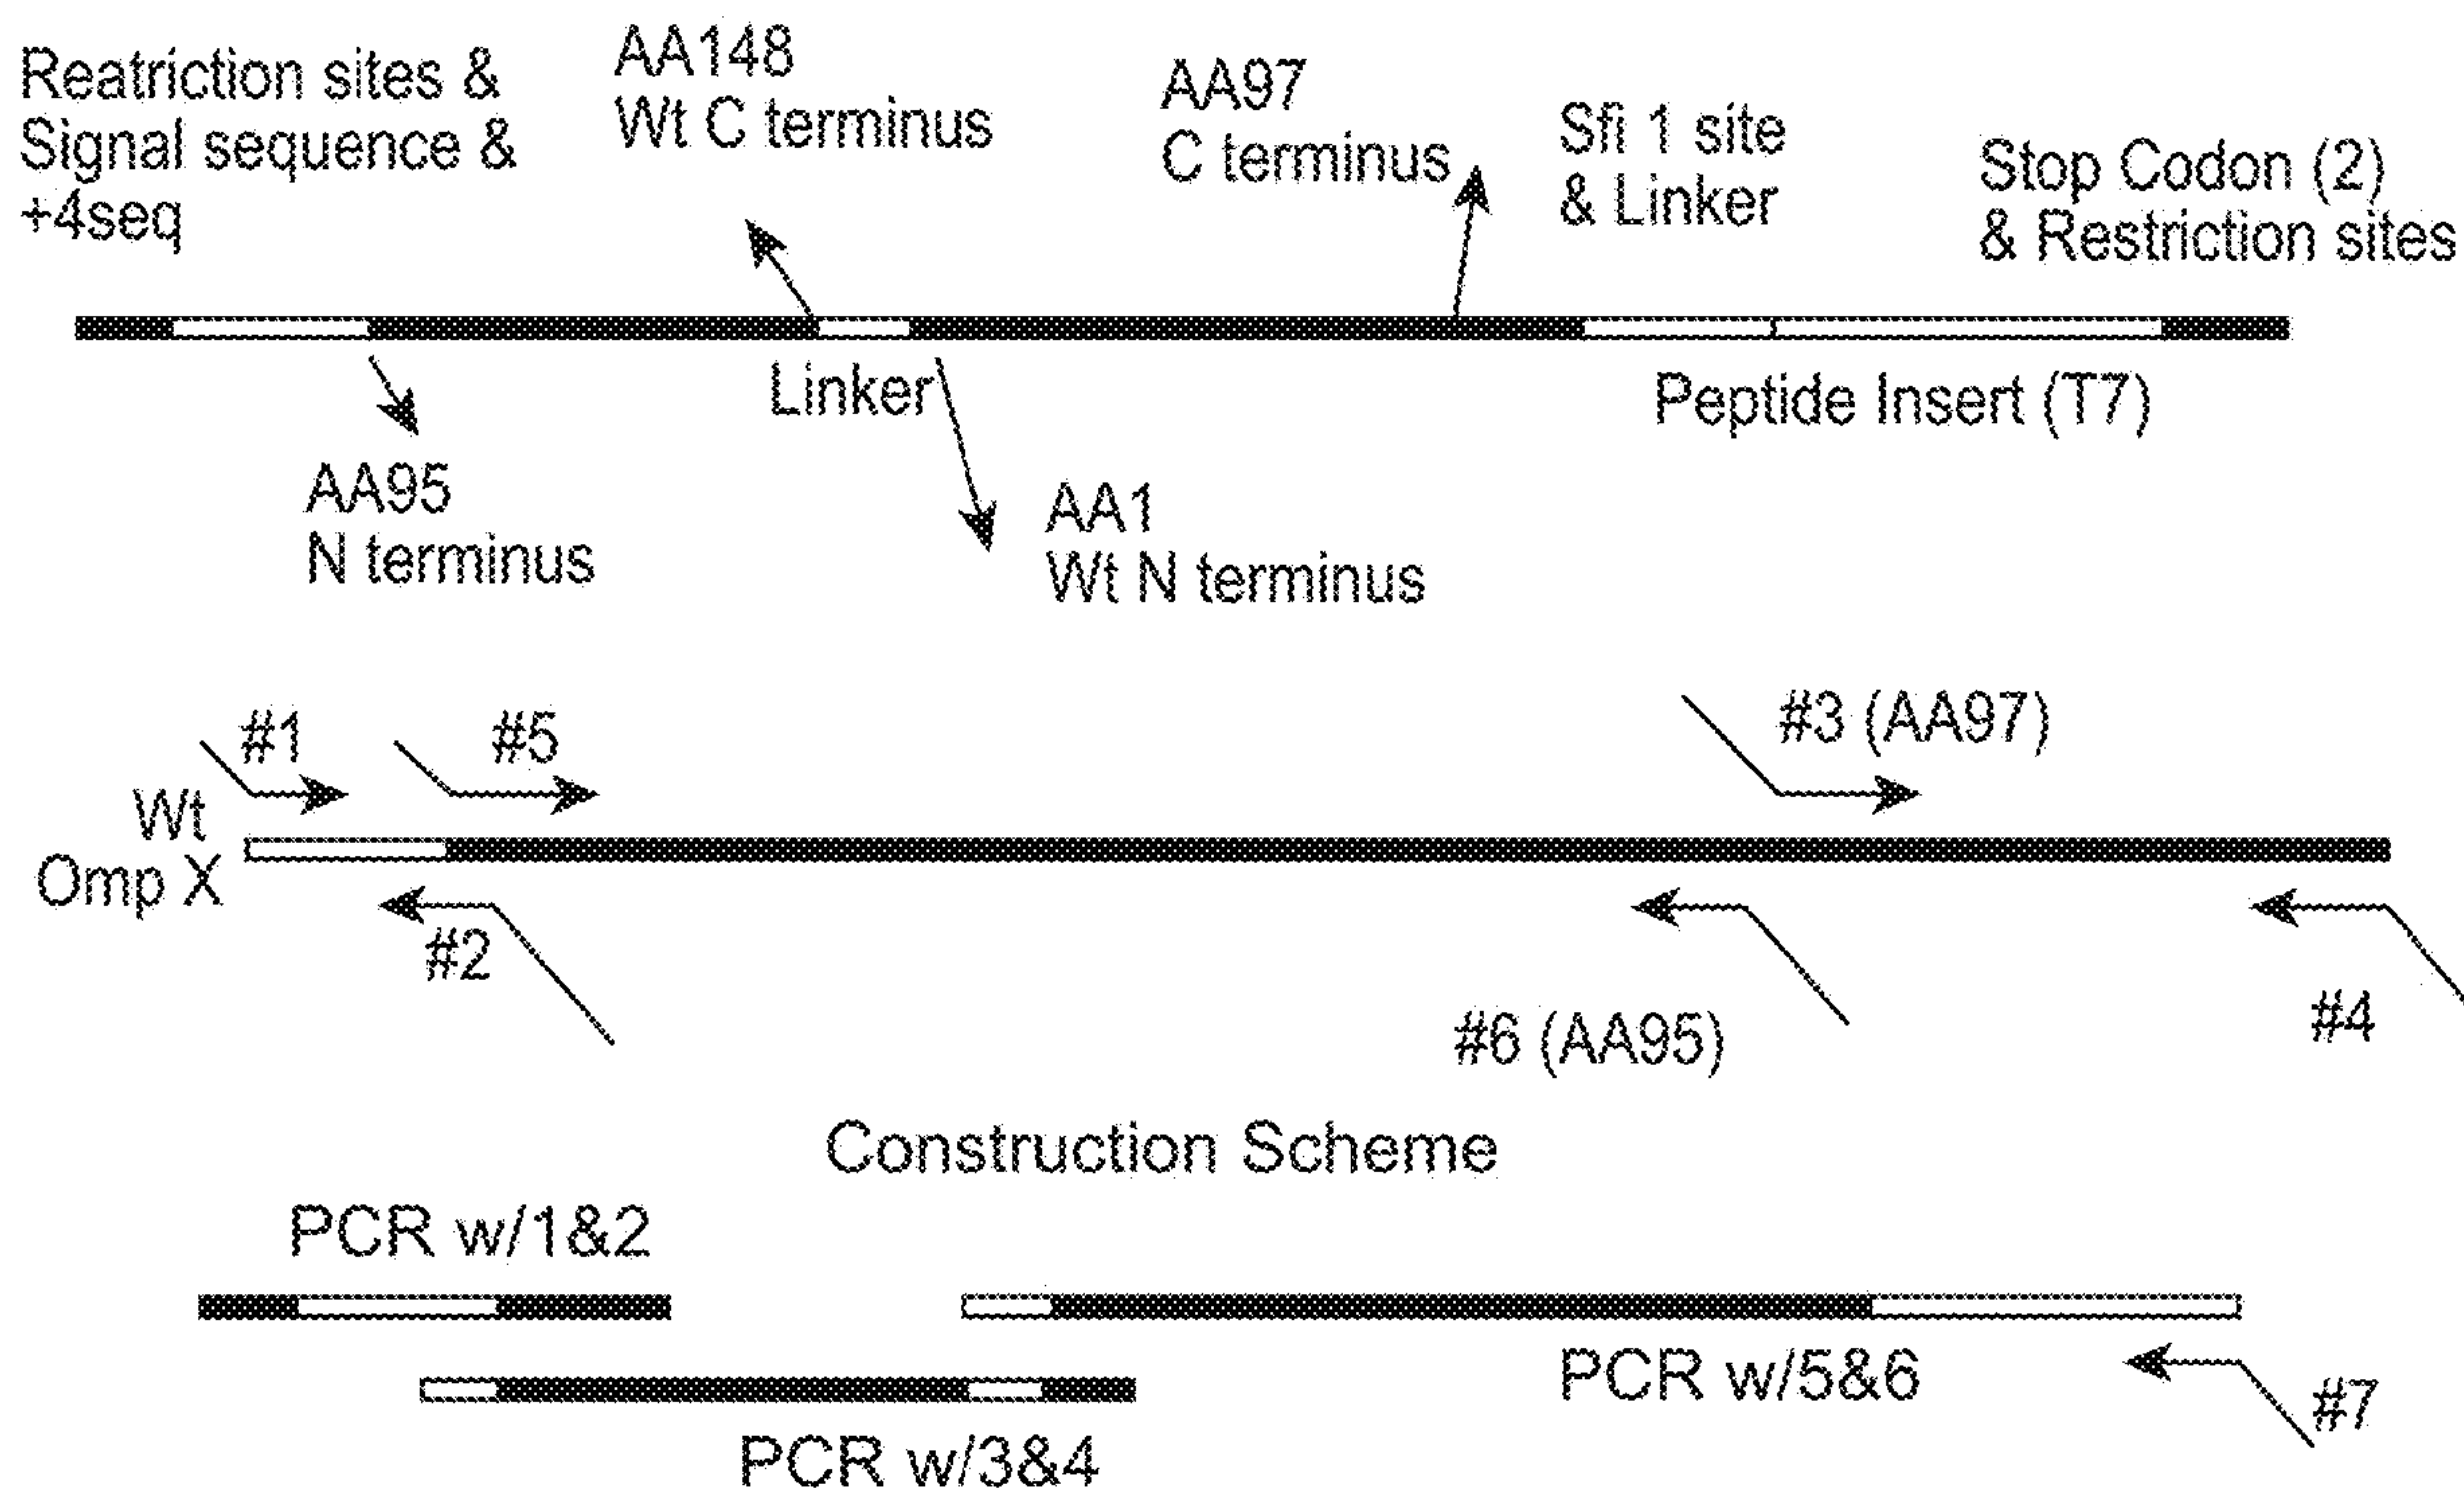 Reatriction sites &
Signal sequence &
+4seq
AA148
Wt C terminus
AA97
C terminus
Sfi 1 site
& Linker
Stop Codon (2)
& Restriction sites
Linker
Peptide Insert (T7)
AA95
N terminus
AA1
Wt N terminus
#1
#5
#3 (AA97)
Wt
Omp X
#2
#6 (AA95)
#4
Construction Scheme
PCR w/1&2
PCR w/5&6
#7
PCR w/3&4